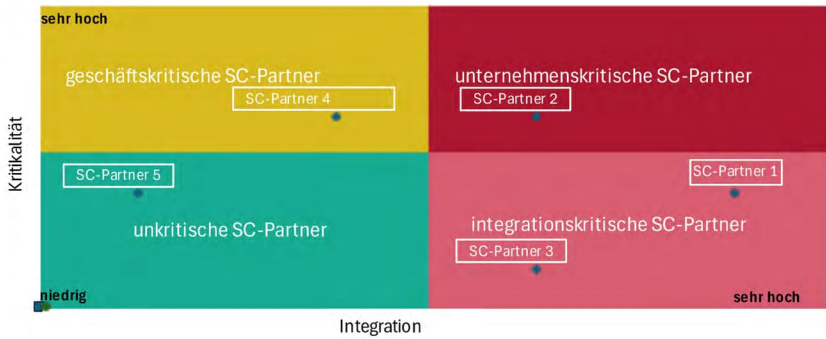 sehr hoch
geschäftskritische SC-Partner
SC-Partner 4
unternehmenskritische SC-Partner
SC-Partner 2
Kritikalität
SC-Partner 5
unkritische SC-Partner
SC-Partner 1
integrationskritische SC-Partner
SC-Partner 3
niedrig
sehr hoch
Integration